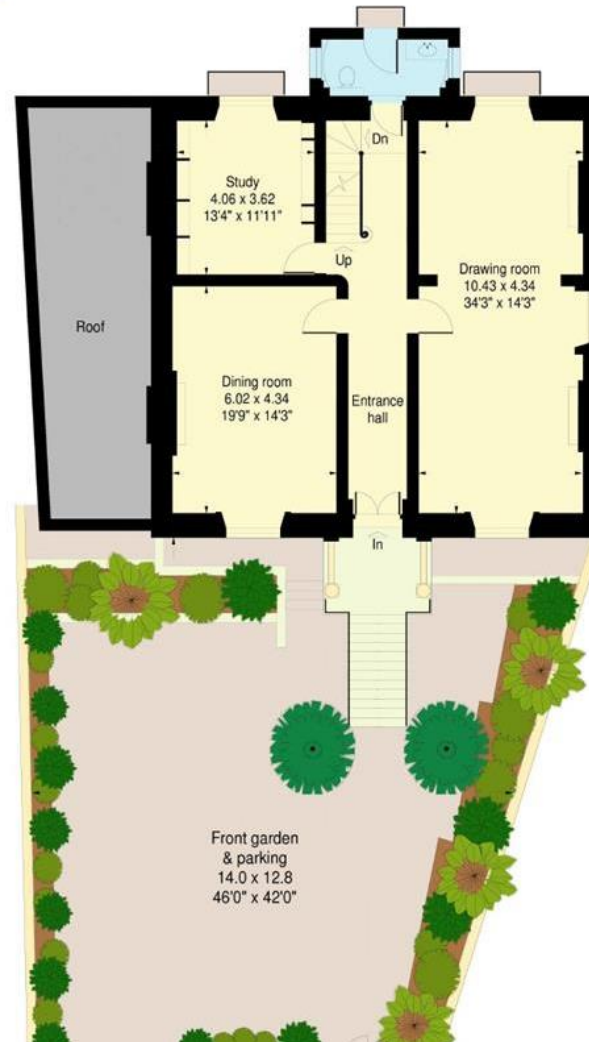 Dn
Study
4.06 x 3.62
13'4" x 11'11"
Up
Drawing room
10.43 x 4.34
34'3" x 14'3"
Roof
Dining room
6.02 x 4.34
19'9" x 14'3"
Entrance
hall
In
Front garden
& parking
14.0 x 12.8
46'0" x 42'0"